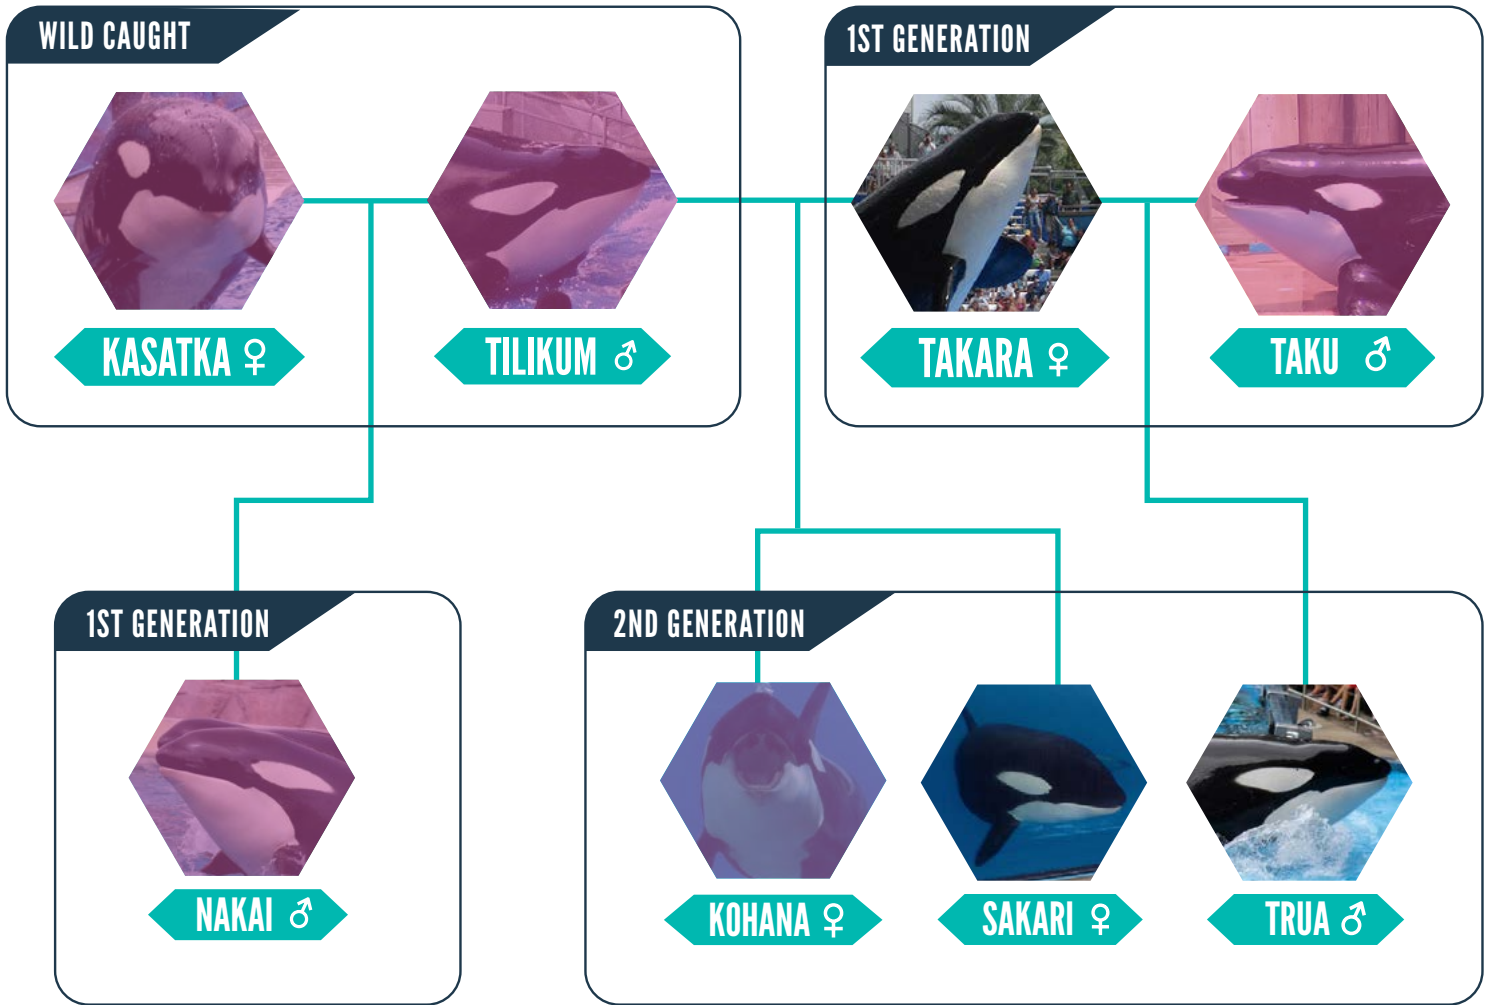 WILD CAUGHT
1ST GENERATION
KASATKA ♀
TILIKUM ♂
TAKARA ♀
TAKU ♂
1ST GENERATION
2ND GENERATION
NAKAI ♂
KOHANA ♀
SAKARI ♀
TRUA ♂